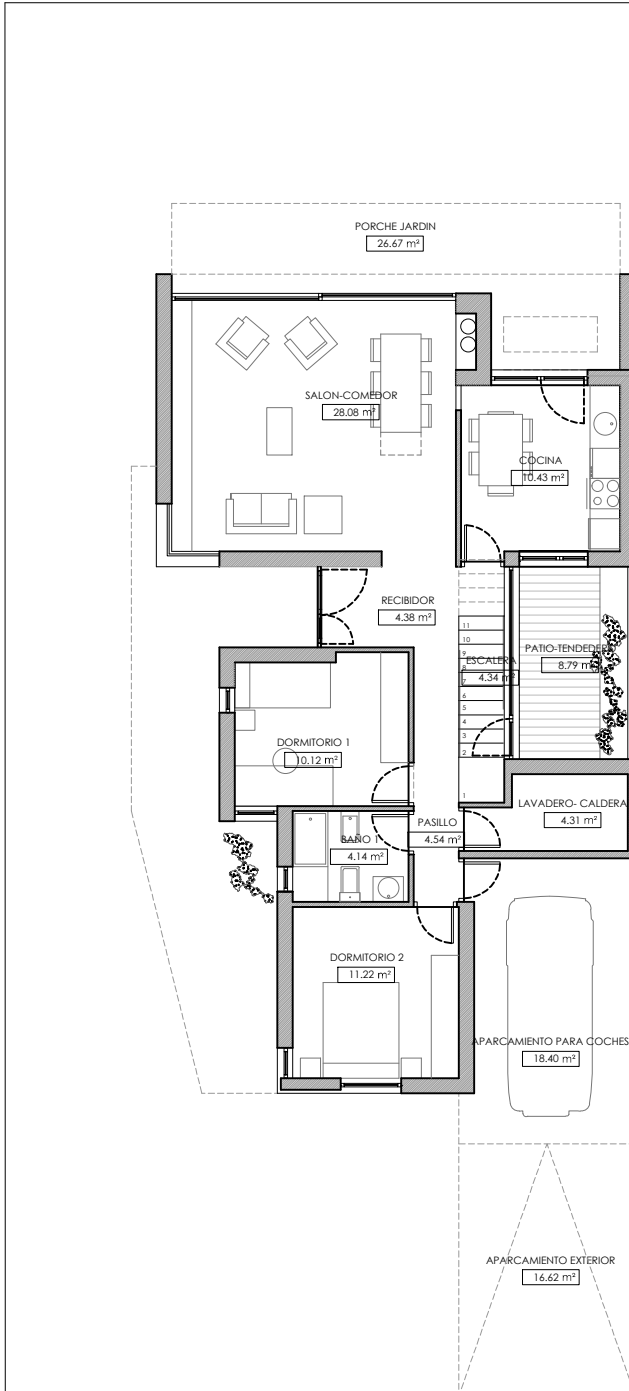 PORCHE JARDIN
26.67 m²
SALON-COMEDOR
28.08 m²
COCINA
10.43 m²
RECIBIDOR
4.38 m²
11
10
9
8
7
6
5
4
3
2
1
ESCALERA
4.34 m²
PATIO-TENDEDERO
8.79 m²
DORMITORIO 1
10.12 m²
LAVADERO- CALDERA
4.31 m²
PASILLO
4.54 m²
BAÑO 1
4.14 m²
DORMITORIO 2
11.22 m²
APARCAMIENTO PARA COCHES
18.40 m²
APARCAMIENTO EXTERIOR
16.62 m²